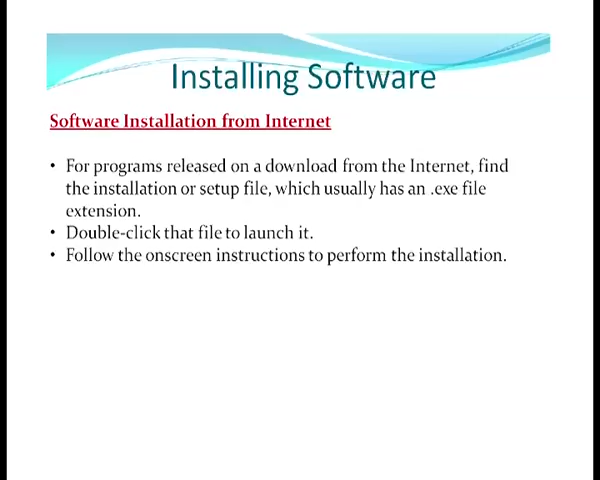 Installing Software
Software Installation from Internet
• For programs released on a download from the Internet, find
the installation or setup file, which usually has an .exe file
extension.
• Double-click that file to launch it.
• Follow the onscreen instructions to perform the installation.